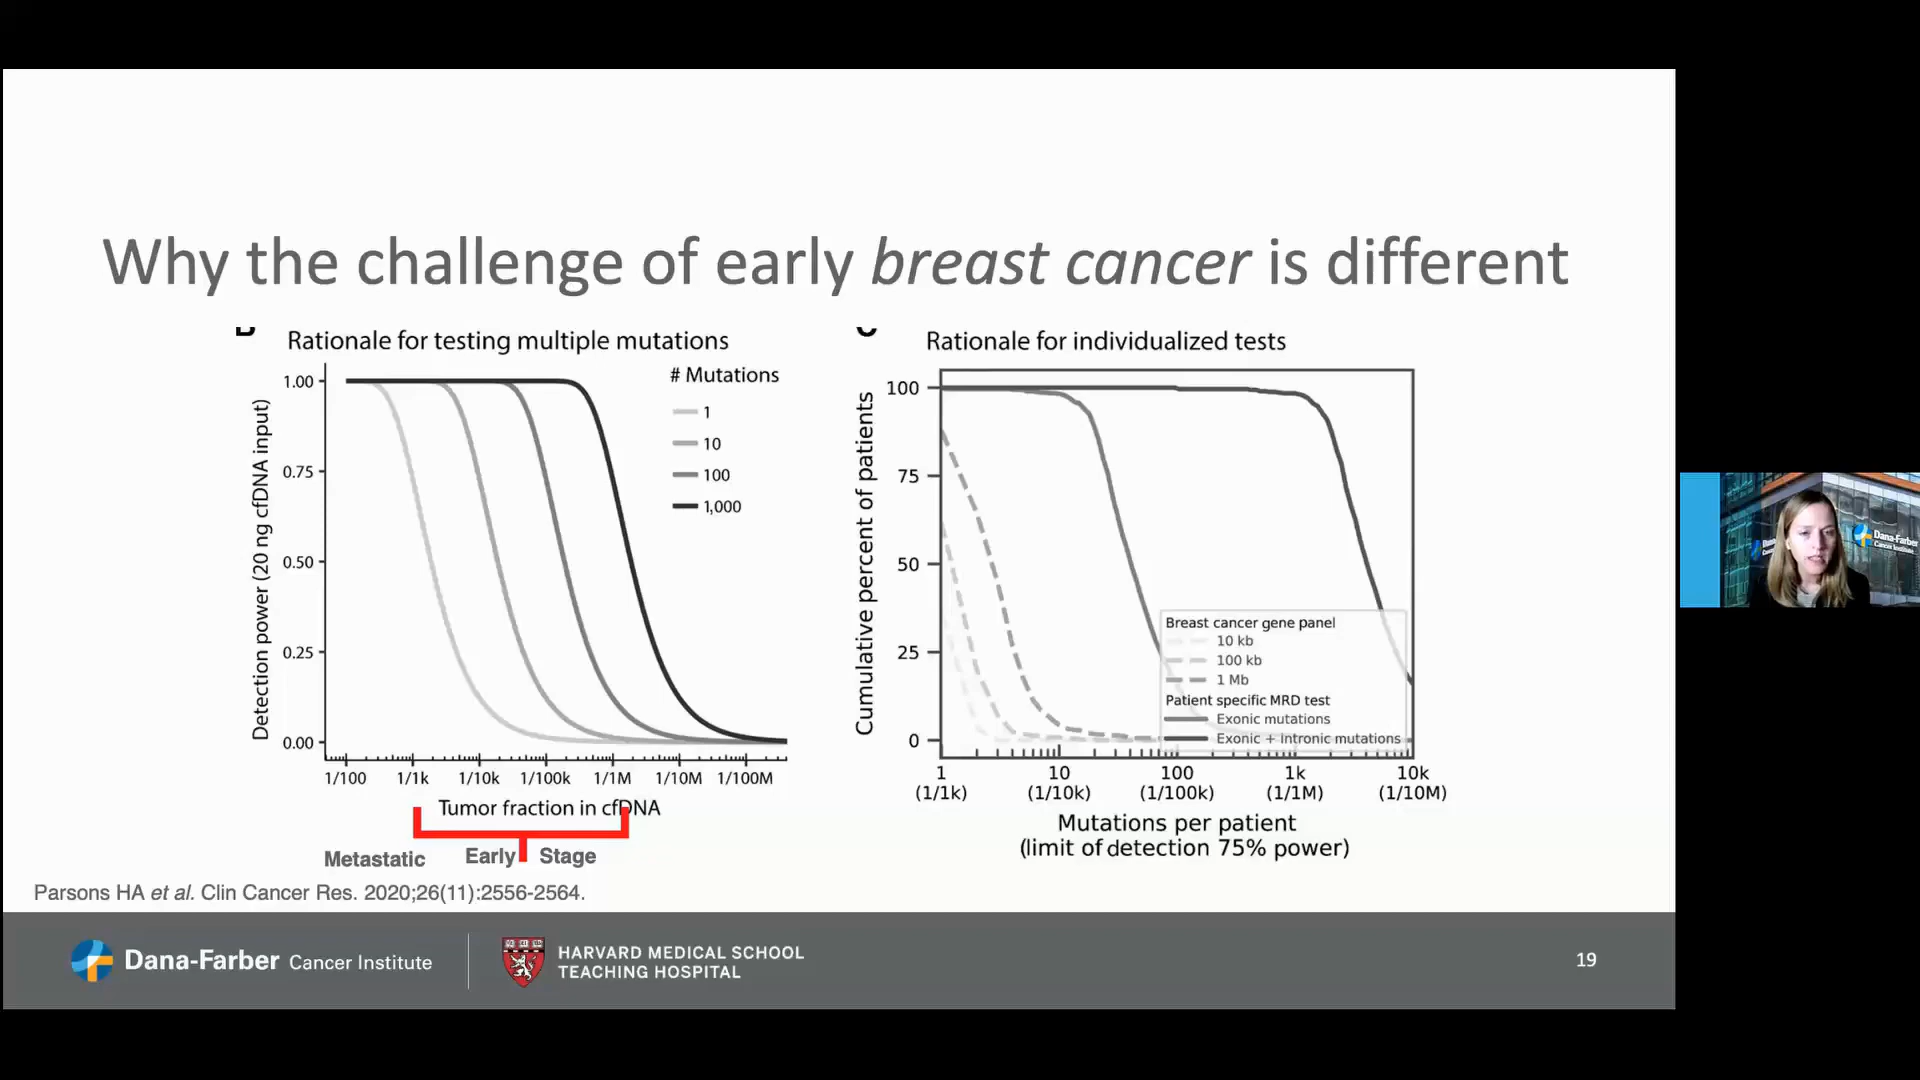 Why the challenge of early breast cancer is different
B
Rationale for testing multiple mutations
Detection power (20 ng cfDNA input)
1.00
0.75
0.50
0.25
0.00
# Mutations
1
10
100
1,000
1/100 1/1k 1/10k 1/100k 1/1M 1/10M 1/100M
Tumor fraction in cfDNA
Metastatic Early Stage
C
Rationale for individualized tests
Cumulative percent of patients
100
75
50
25
0
Breast cancer gene panel
10 kb
100 kb
1 Mb
Patient specific MRD test
Exonic mutations
Exonic + intronic mutations
1 10 100 1k 10k
(1/1k) (1/10k) (1/100k) (1/1M) (1/10M)
Mutations per patient
(limit of detection 75% power)
Parsons HA et al. Clin Cancer Res. 2020;26(11):2556-2564.
Dana-Farber Cancer Institute
HARVARD MEDICAL SCHOOL
TEACHING HOSPITAL
19
Dana-Farber
Cancer Institute